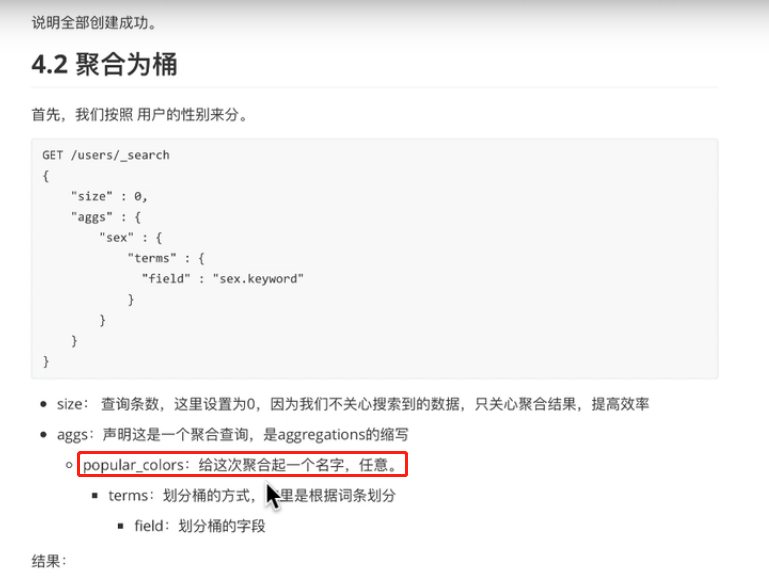 说明全部创建成功。
4.2 聚合为桶
首先，我们按照 用户的性别来分。
GET /users/_search
{
    "size" : 0,
    "aggs" : {
        "sex" : {
            "terms" : {
              "field" : "sex.keyword"
            }
        }
    }
}
• size： 查询条数，这里设置为0，因为我们不关心搜索到的数据，只关心聚合结果，提高效率
• aggs：声明这是一个聚合查询，是aggregations的缩写
◦ popular_colors：给这次聚合起一个名字，任意。
▪ terms：划分桶的方式，里是根据词条划分
▪ field：划分桶的字段
结果：